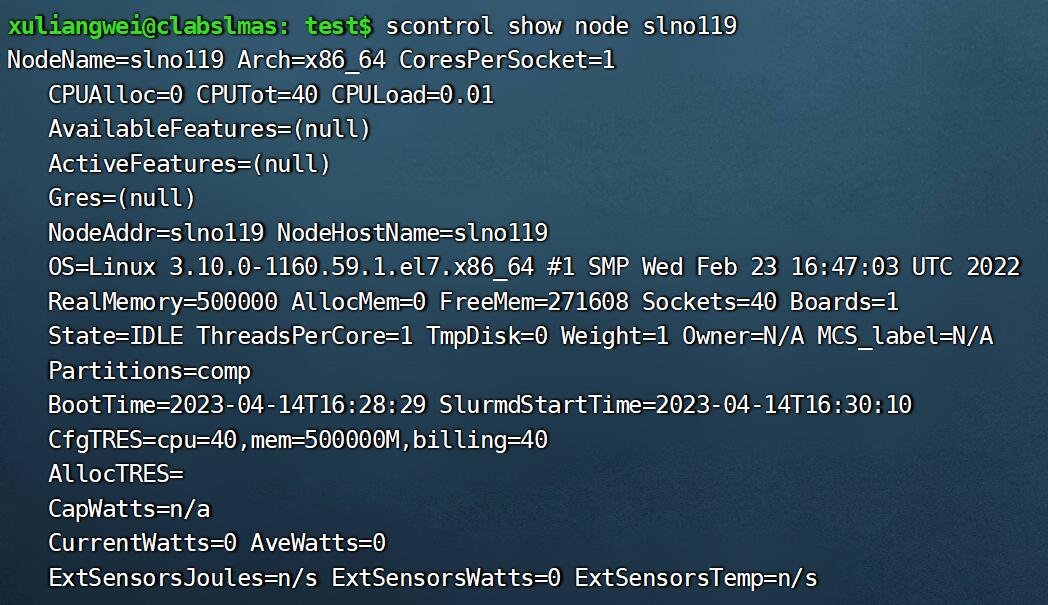 xuliangwei@clabslmas: test$ scontrol show node slno119
NodeName=slno119 Arch=x86_64 CoresPerSocket=1
CPUAlloc=0 CPUTot=40 CPULoad=0.01
AvailableFeatures=(null)
ActiveFeatures=(null)
Gres=(null)
NodeAddr=slno119 NodeHostName=slno119
OS=Linux 3.10.0-1160.59.1.el7.x86_64 #1 SMP Wed Feb 23 16:47:03 UTC 2022
RealMemory=500000 AllocMem=0 FreeMem=271608 Sockets=40 Boards=1
State=IDLE ThreadsPerCore=1 TmpDisk=0 Weight=1 Owner=N/A MCS_label=N/A
Partitions=comp
BootTime=2023-04-14T16:28:29 SlurmdStartTime=2023-04-14T16:30:10
CfgTRES=cpu=40,mem=500000M,billing=40
AllocTRES=
CapWatts=n/a
CurrentWatts=0 AveWatts=0
ExtSensorsJoules=n/s ExtSensorsWatts=0 ExtSensorsTemp=n/s